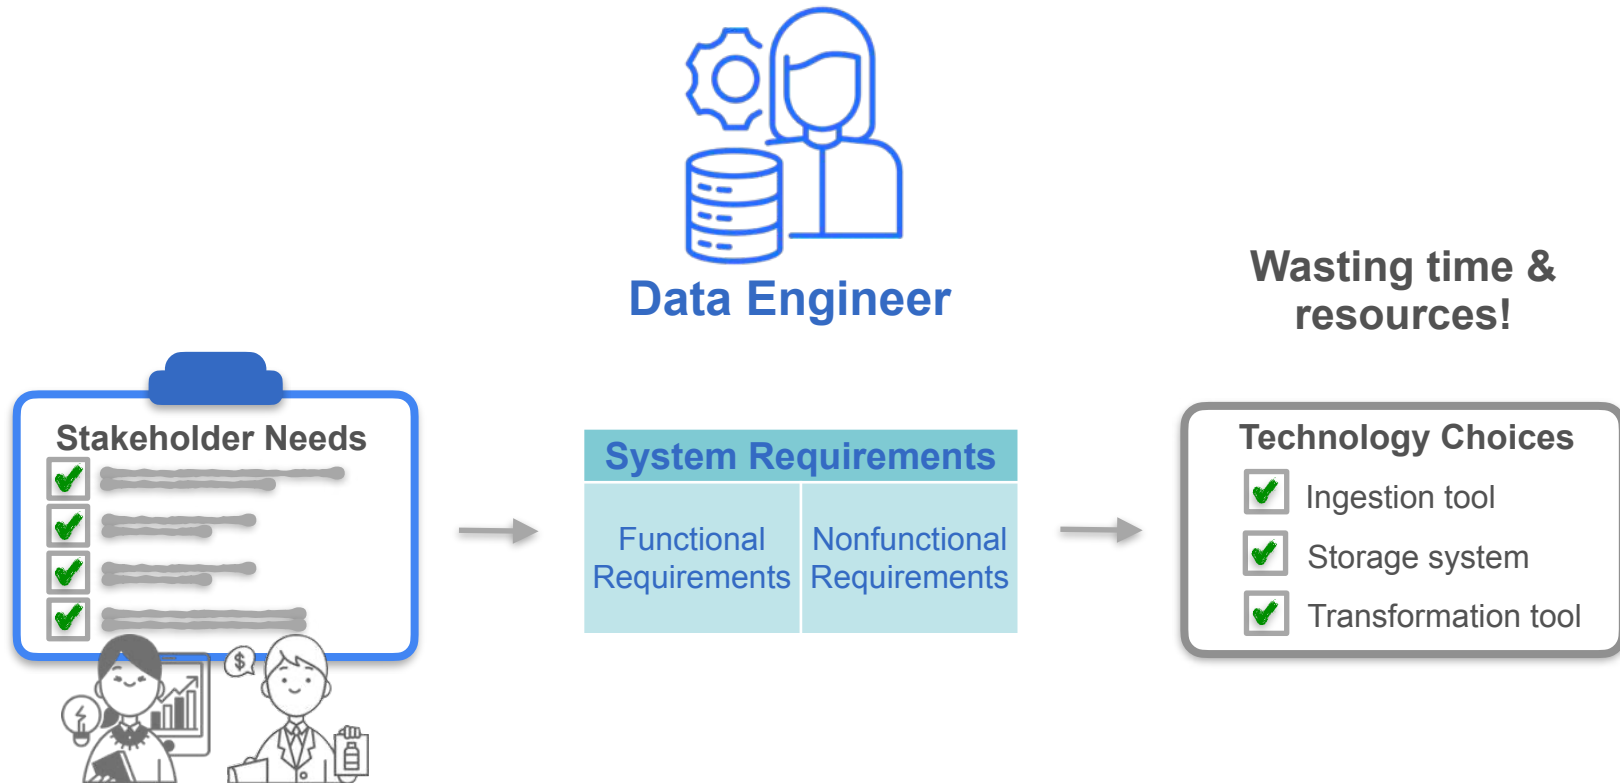 Data Engineer
Wasting time &
resources!
Stakeholder Needs
System Requirements
Functional
Requirements
Nonfunctional
Requirements
Technology Choices
Ingestion tool
Storage system
Transformation tool
$